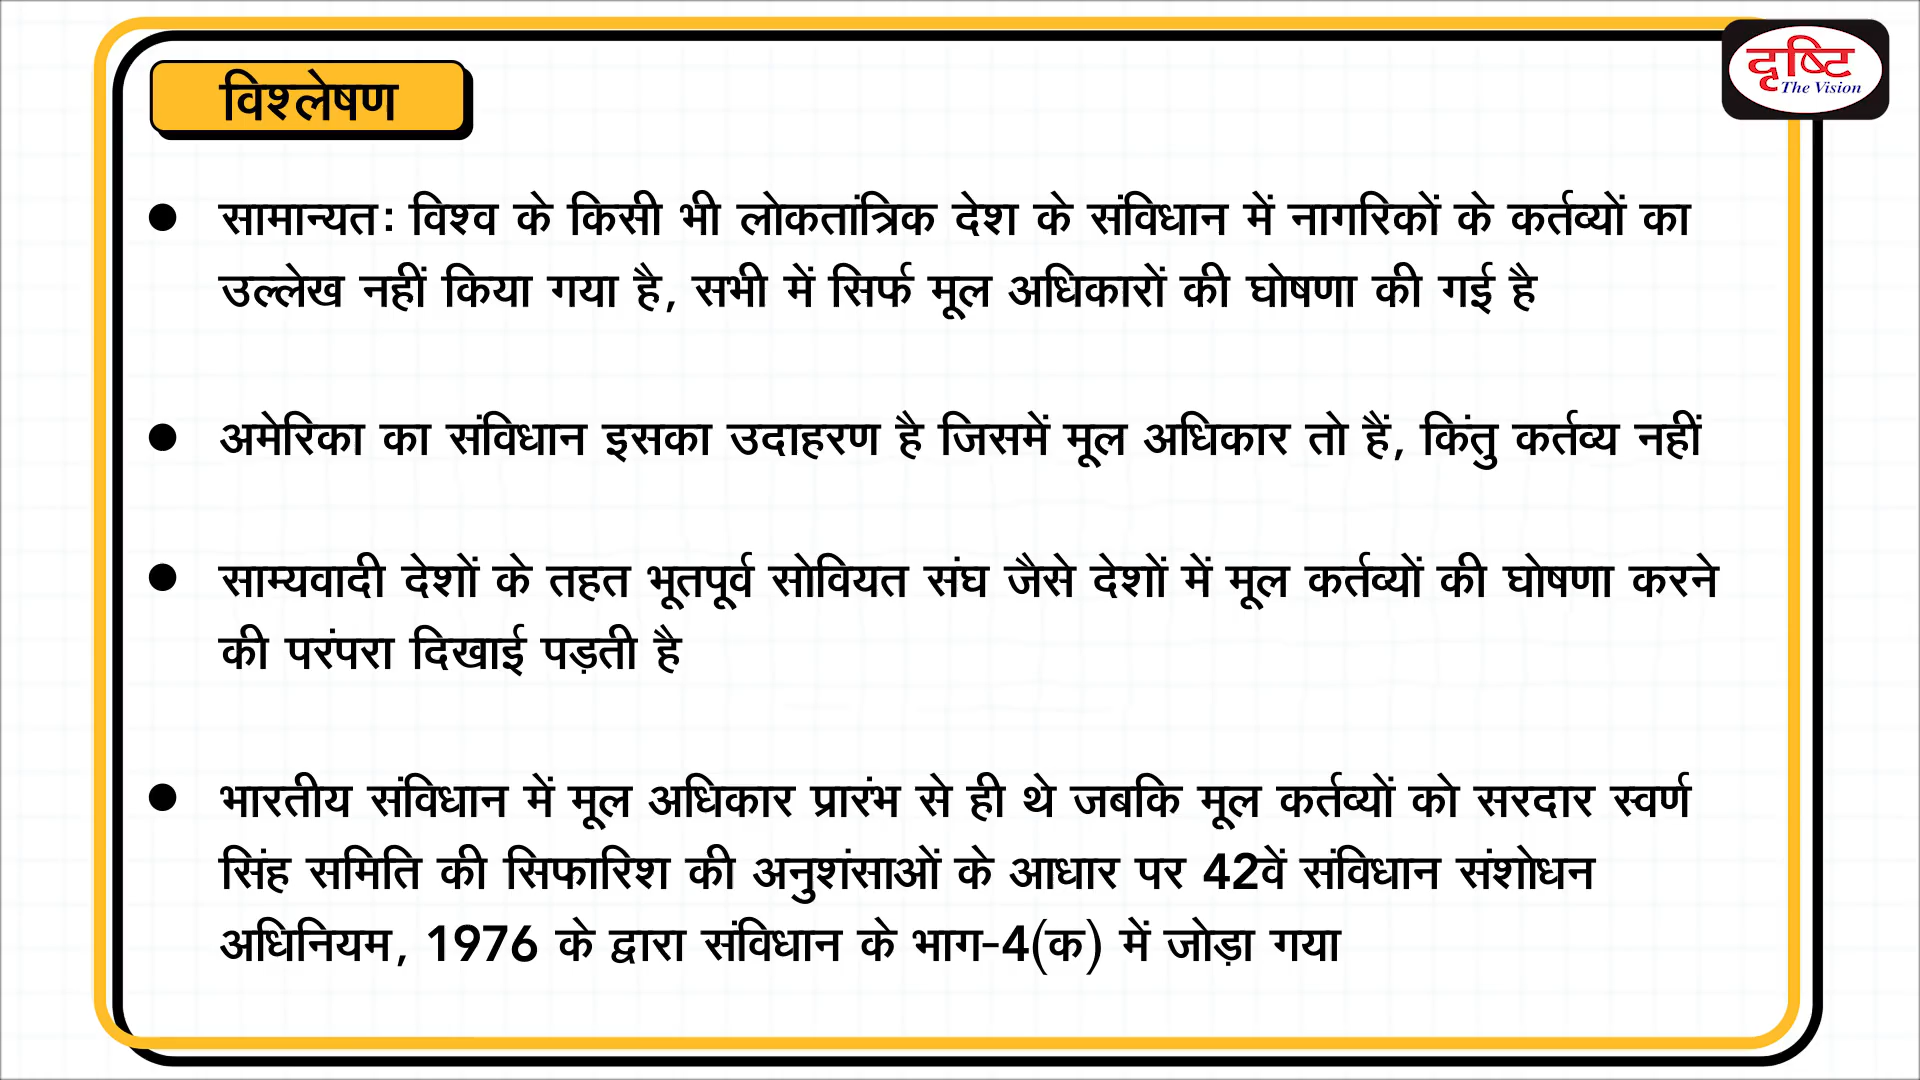 दृष्टि
The Vision
विश्लेषण
● सामान्यतः विश्व के किसी भी लोकतांत्रिक देश के संविधान में नागरिकों के कर्तव्यों का
उल्लेख नहीं किया गया है, सभी में सिर्फ मूल अधिकारों की घोषणा की गई है
● अमेरिका का संविधान इसका उदाहरण है जिसमें मूल अधिकार तो हैं, किंतु कर्तव्य नहीं
● साम्यवादी देशों के तहत भूतपूर्व सोवियत संघ जैसे देशों में मूल कर्तव्यों की घोषणा करने
की परंपरा दिखाई पड़ती है
● भारतीय संविधान में मूल अधिकार प्रारंभ से ही थे जबकि मूल कर्तव्यों को सरदार स्वर्ण
सिंह समिति की सिफारिश की अनुशंसाओं के आधार पर 42वें संविधान संशोधन
अधिनियम, 1976 के द्वारा संविधान के भाग-4(क) में जोड़ा गया